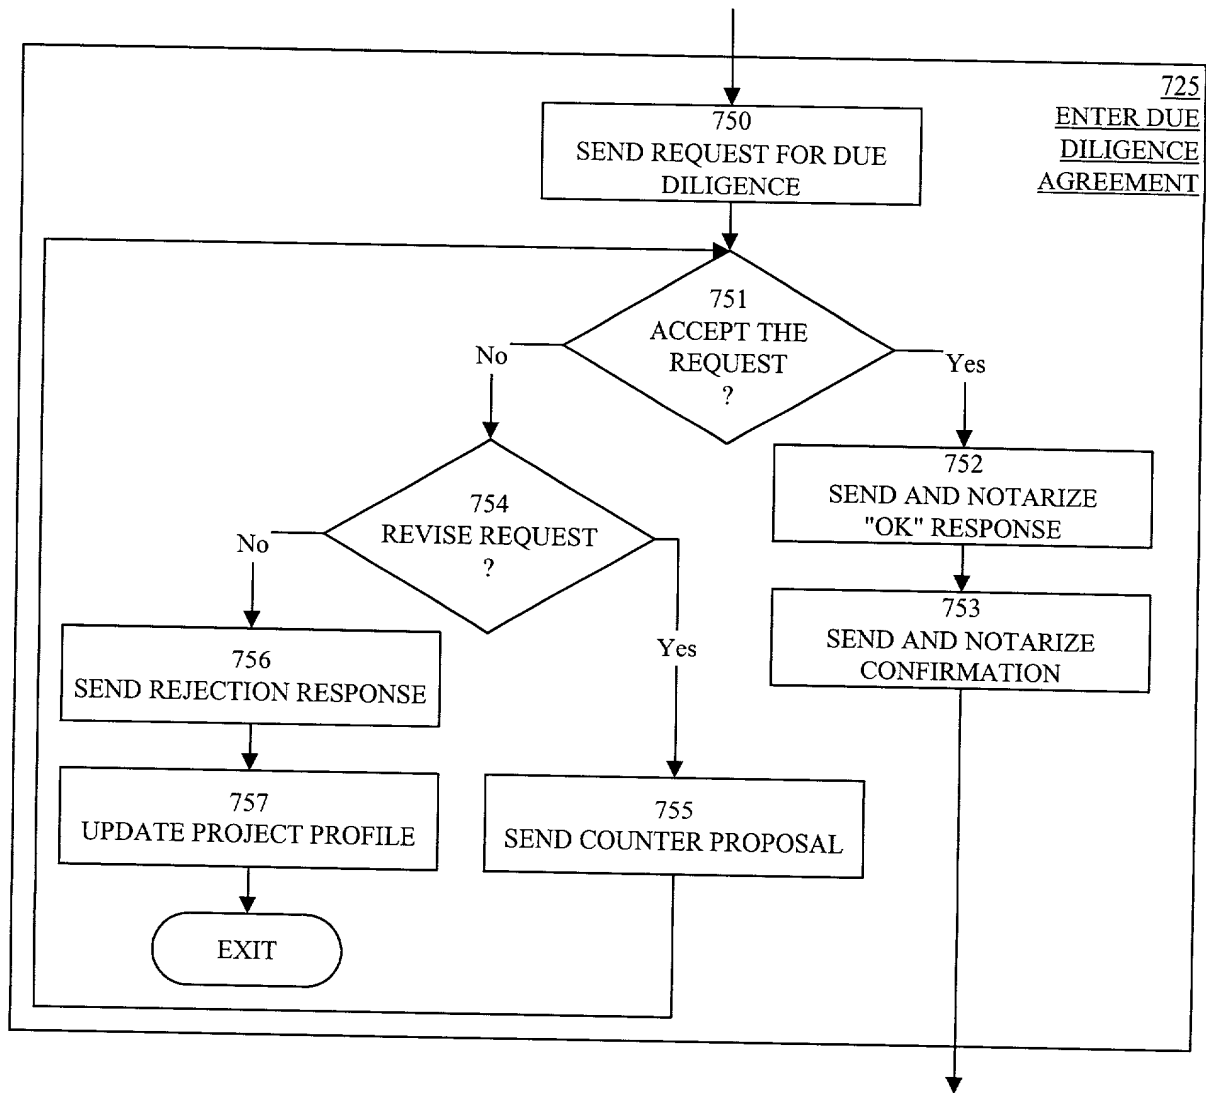 725
ENTER DUE
DILIGENCE
AGREEMENT
750
SEND REQUEST FOR DUE
DILIGENCE
751
ACCEPT THE
REQUEST
?
No
Yes
752
SEND AND NOTARIZE
"OK" RESPONSE
754
REVISE REQUEST
?
No
Yes
753
SEND AND NOTARIZE
CONFIRMATION
756
SEND REJECTION RESPONSE
757
UPDATE PROJECT PROFILE
755
SEND COUNTER PROPOSAL
EXIT